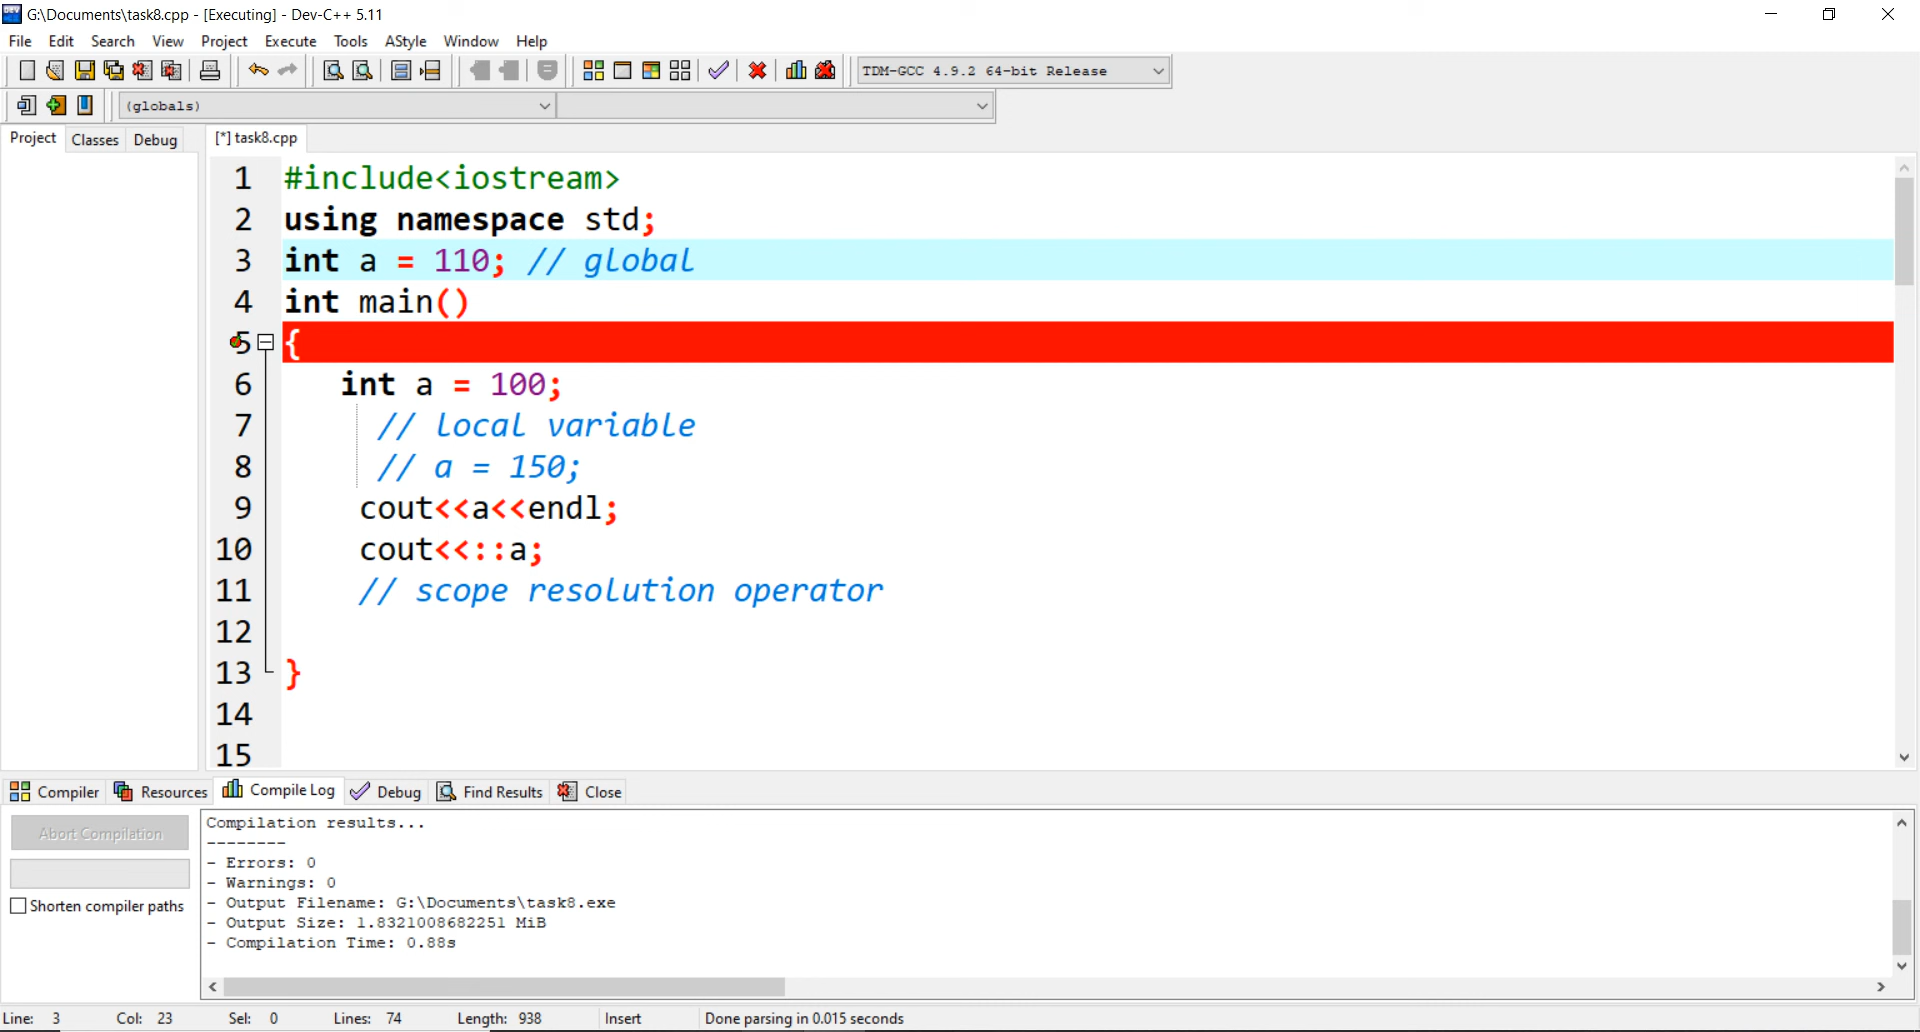 G:\Documents\task8.cpp - [Executing] - Dev-C++ 5.11
File Edit Search View Project Execute Tools AStyle Window Help
TDM-GCC 4.9.2 64-bit Release
(globals)
Project Classes Debug [*] task8.cpp
1 #include<iostream>
2 using namespace std;
3 int a = 110; // global
4 int main()
5 {
6 int a = 100;
7 // local variable
8 // a = 150;
9 cout<<a<<endl;
10 cout<<::a;
11 // scope resolution operator
12
13 }
14
15
Compiler Resources Compile Log Debug Find Results Close
Abort Compilation
Shorten compiler paths
Compilation results...
--------
- Errors: 0
- Warnings: 0
- Output Filename: G:\Documents\task8.exe
- Output Size: 1.8321008682251 MiB
- Compilation Time: 0.88s
Line: 3 Col: 23 Sel: 0 Lines: 74 Length: 938 Insert Done parsing in 0.015 seconds